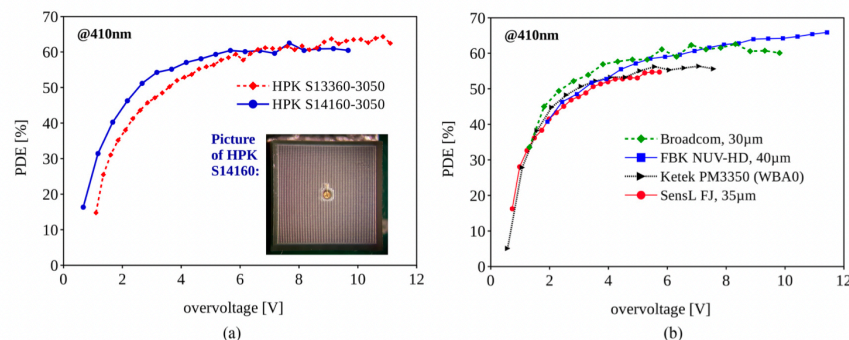 @410nm
70
60
50
40
30
20
10
0
PDE [%]
0 2 4 6 8 10 12
overvoltage [V]
HPK S13360-3050
HPK S14160-3050
Picture
of HPK
S14160:
(a)
@410nm
70
60
50
40
30
20
10
0
PDE [%]
0 2 4 6 8 10 12
overvoltage [V]
Broadcom, 30µm
FBK NUV-HD, 40µm
Ketek PM3350 (WBA0)
SensL FJ, 35µm
(b)